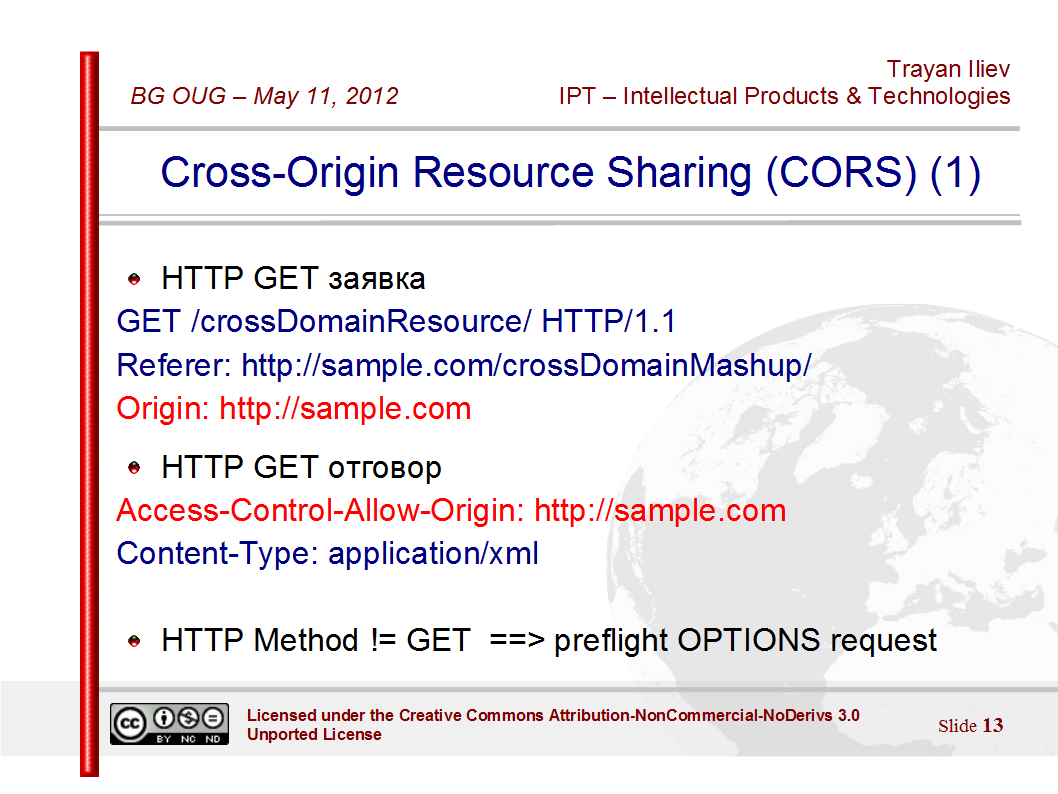 Trayan Iliev
BG OUG – May 11, 2012
IPT – Intellectual Products & Technologies
Cross-Origin Resource Sharing (CORS) (1)
HTTP GET заявка
GET /crossDomainResource/ HTTP/1.1
Referer: http://sample.com/crossDomainMashup/
Origin: http://sample.com
HTTP GET отговор
Access-Control-Allow-Origin: http://sample.com
Content-Type: application/xml
HTTP Method != GET ==> preflight OPTIONS request
cc
BY NC ND
Licensed under the Creative Commons Attribution-NonCommercial-NoDerivs 3.0
Unported License
Slide 13